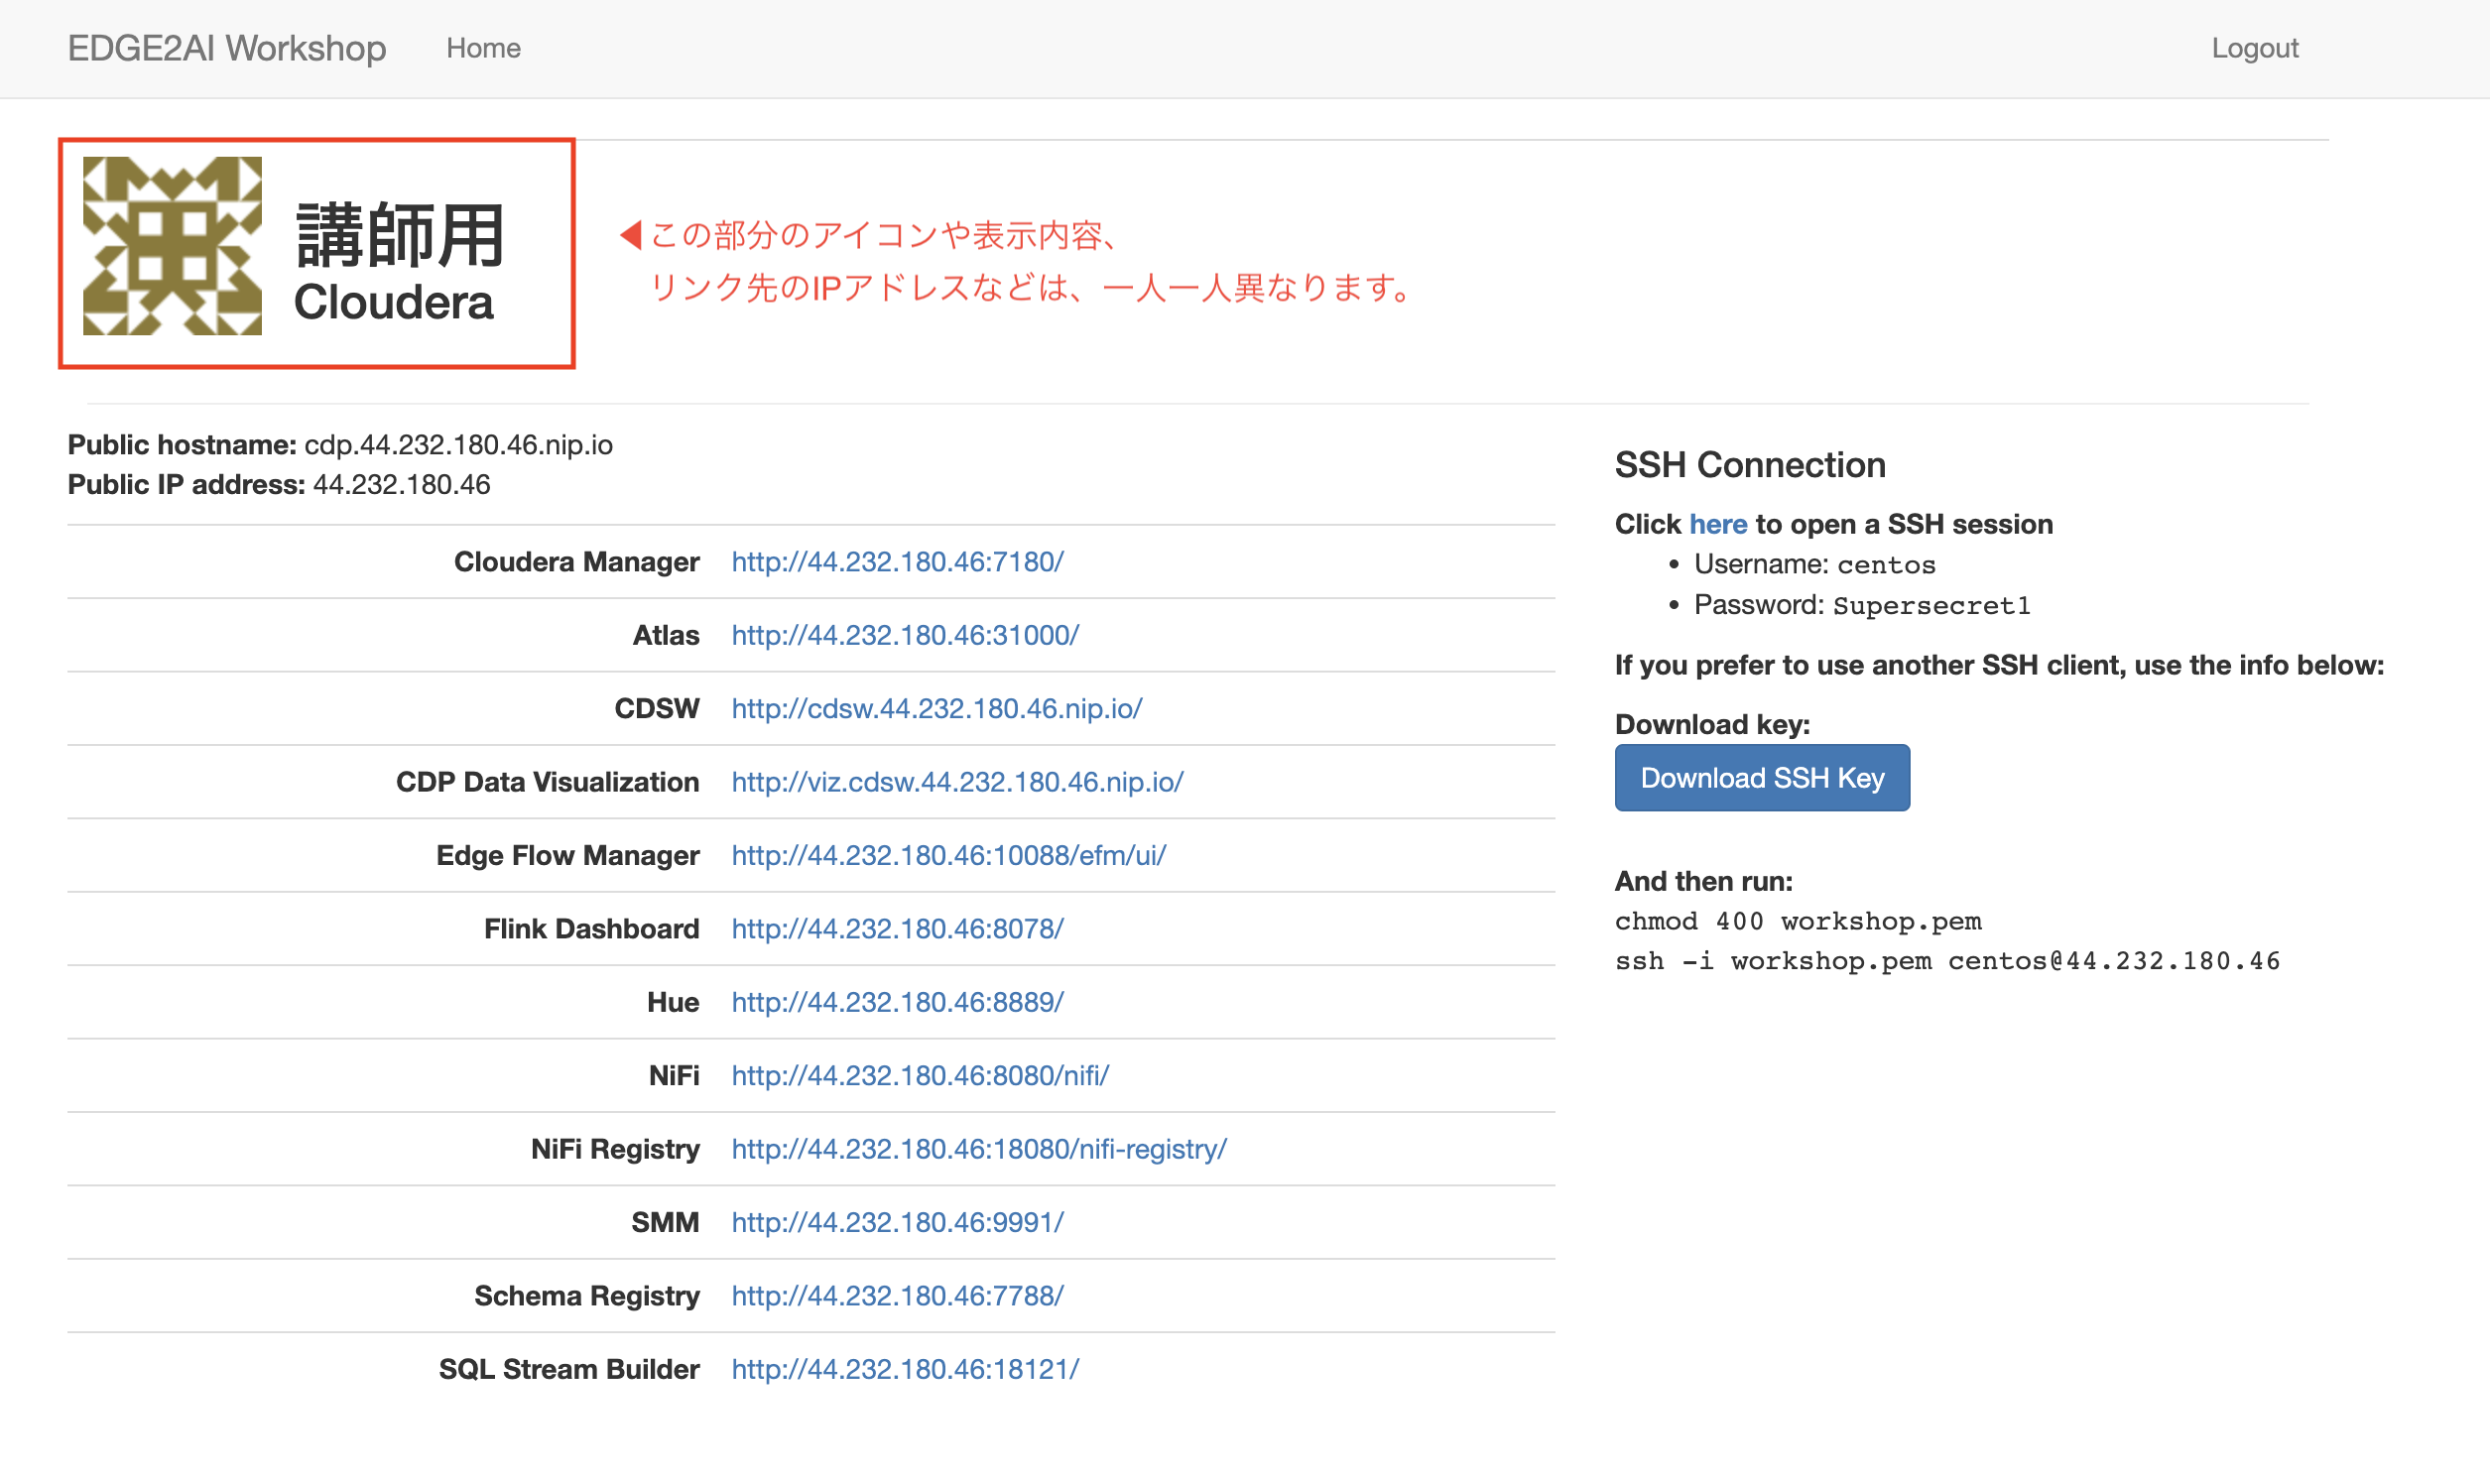 EDGE2AI Workshop Home Logout
講師用
Cloudera
◀この部分のアイコンや表示内容、
リンク先のIPアドレスなどは、一人一人異なります。
Public hostname: cdp.44.232.180.46.nip.io
Public IP address: 44.232.180.46
Cloudera Manager http://44.232.180.46:7180/
Atlas http://44.232.180.46:31000/
CDSW http://cdsw.44.232.180.46.nip.io/
CDP Data Visualization http://viz.cdsw.44.232.180.46.nip.io/
Edge Flow Manager http://44.232.180.46:10088/efm/ui/
Flink Dashboard http://44.232.180.46:8078/
Hue http://44.232.180.46:8889/
NiFi http://44.232.180.46:8080/nifi/
NiFi Registry http://44.232.180.46:18080/nifi-registry/
SMM http://44.232.180.46:9991/
Schema Registry http://44.232.180.46:7788/
SQL Stream Builder http://44.232.180.46:18121/
SSH Connection
Click here to open a SSH session
• Username: centos
• Password: Supersecret1
If you prefer to use another SSH client, use the info below:
Download key:
Download SSH Key
And then run:
chmod 400 workshop.pem
ssh -i workshop.pem centos@44.232.180.46